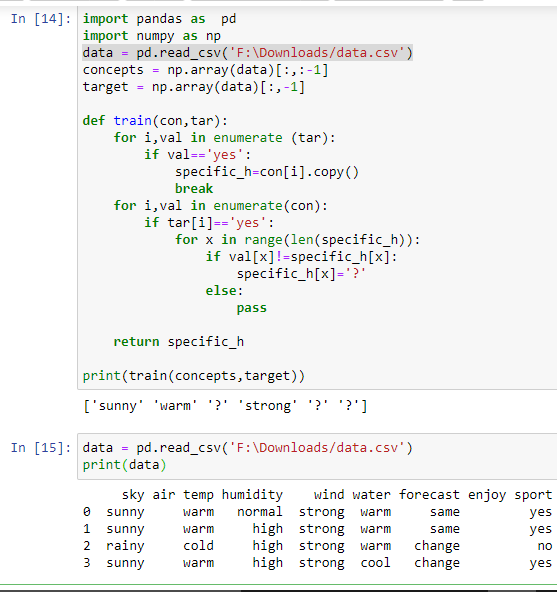 In [14]: import pandas as  pd
import numpy as np
data = pd.read_csv('F:\Downloads/data.csv')
concepts = np.array(data)[:,:-1]
target = np.array(data)[:,-1]

def train(con,tar):
    for i,val in enumerate (tar):
        if val=='yes':
            specific_h=con[i].copy()
            break
    for i,val in enumerate(con):
        if tar[i]=='yes':
            for x in range(len(specific_h)):
                if val[x]!=specific_h[x]:
                    specific_h[x]='?'
                else:
                    pass

    return specific_h

print(train(concepts,target))
['sunny' 'warm' '?' 'strong' '?' '?']
In [15]: data = pd.read_csv('F:\Downloads/data.csv')
print(data)
     sky air temp humidity    wind water forecast enjoy sport
0  sunny     warm   normal  strong  warm     same         yes
1  sunny     warm     high  strong  warm     same         yes
2  rainy     cold     high  strong  warm   change          no
3  sunny     warm     high  strong  cool   change         yes